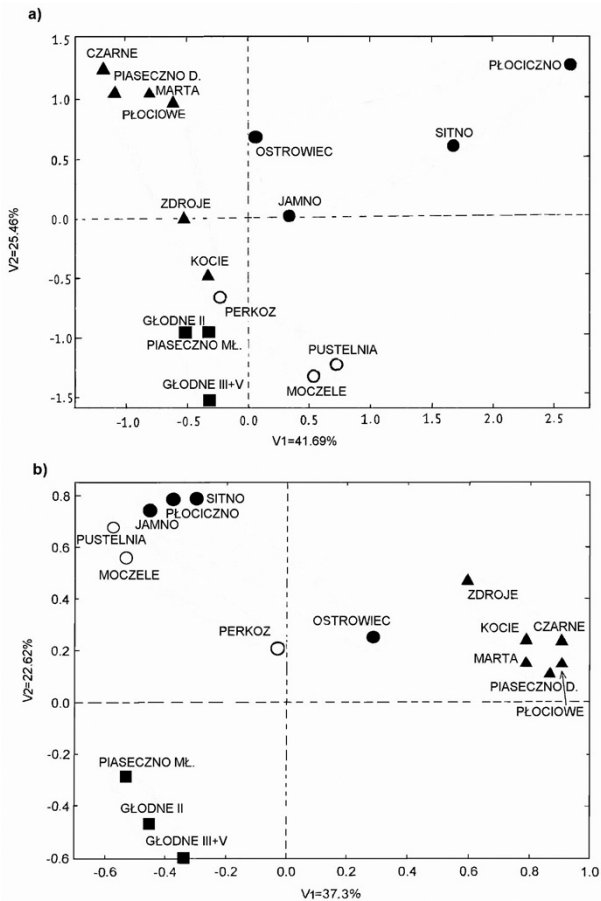 a)
1.5
CZARNE
PIASECZNO D.
MARTA
PŁOCIOWE
PŁOCICZNO
1.0
SITNO
OSTROWIEC
0.5
ZDROJE
JAMNO
0.0
V2=25.46%
KOCIE
-0.5
PERKOZ
GŁODNE II
-1.0
PIASECZNO MŁ.
PUSTELNIA
MOCZELE
GŁODNE III+V
-1.5
-1.0 -0.5 0.0 0.5 1.0 1.5 2.0 2.5
V1=41.69%
b)
0.8
SITNO
PŁOCICZNO
JAMNO
PUSTELNIA
0.6
MOCZELE
ZDROJE
0.4
PERKOZ
OSTROWIEC
KOCIE CZARNE
0.2
MARTA
PIASECZNO D.
PŁOCIOWE
V2=22.62%
0.0
PIASECZNO MŁ.
-0.2
GŁODNE II
-0.4
GŁODNE III+V
-0.6
-0.6 -0.4 -0.2 0.0 0.2 0.4 0.6 0.8 1.0
V1=37.3%